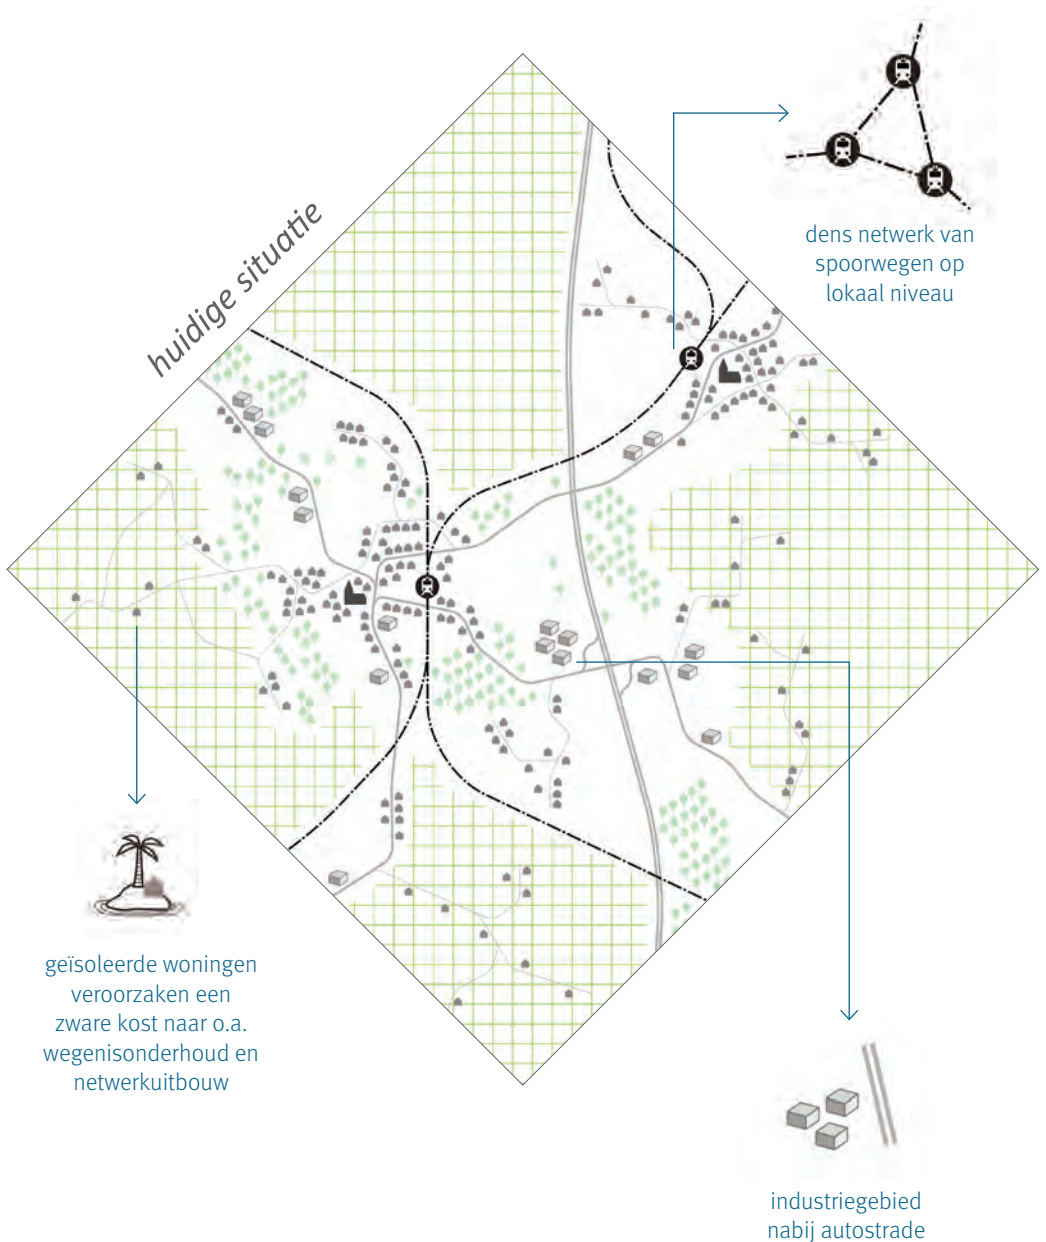 huidige situatie
dens netwerk van
spoorwegen op
lokaal niveau
geïsoleerde woningen
veroorzaken een
zware kost naar o.a.
wegenisonderhoud en
netwerkuitbouw
industriegebied
nabij autostrade